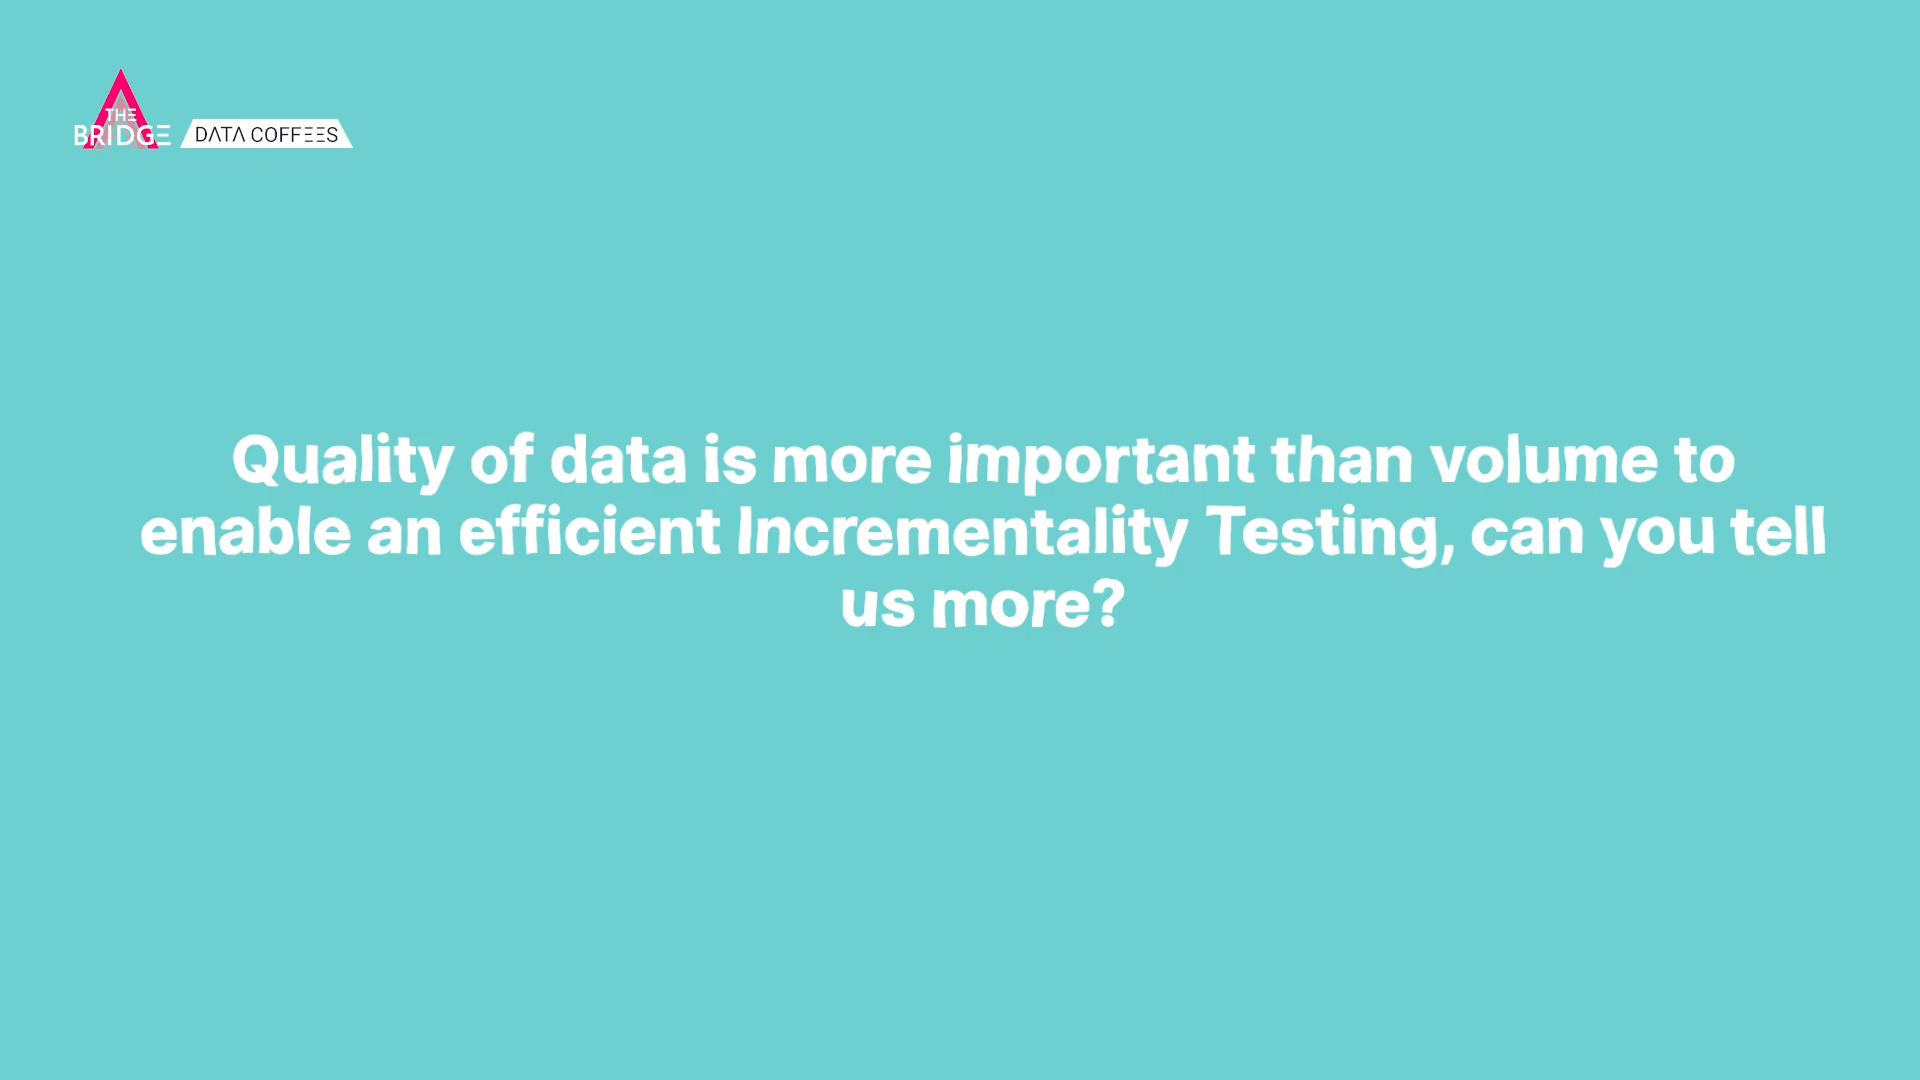 THE
BRIDGE
DATA COFFEES
Quality of data is more important than volume to
enable an efficient Incrementality Testing, can you tell
us more?